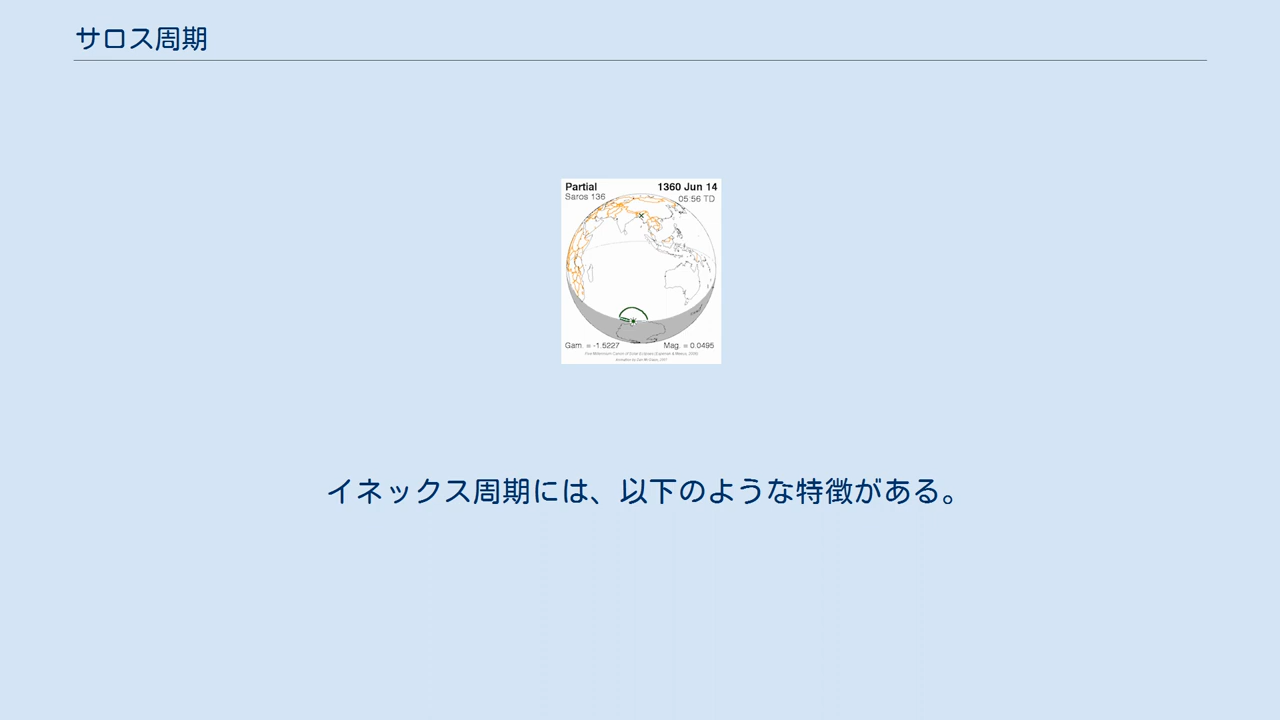 サロス周期
Partial 1360 Jun 14
Saros 136 05:56 TD
Gam. = -1.5227 Mag. = 0.0495
イネックス周期には、以下のような特徴がある。